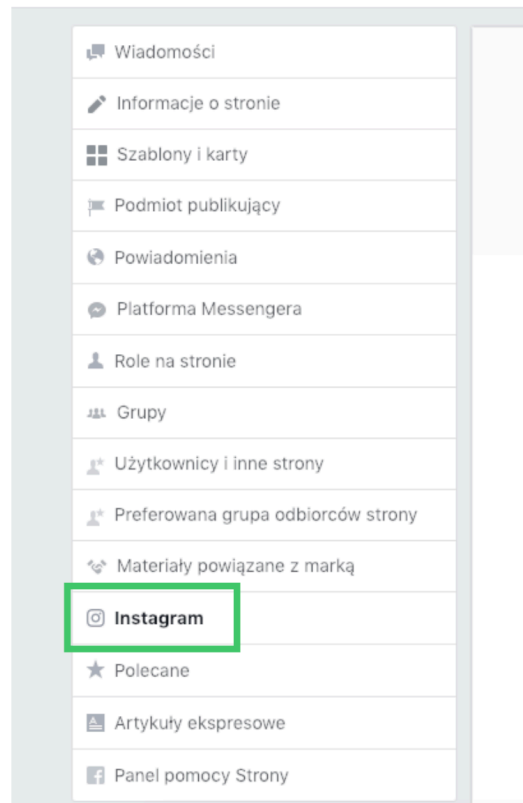 Wiadomości
Informacje o stronie
Szablony i karty
Podmiot publikujący
Powiadomienia
Platforma Messengera
Role na stronie
Grupy
Użytkownicy i inne strony
Preferowana grupa odbiorców strony
Materiały powiązane z marką
Instagram
Polecane
Artykuły ekspresowe
Panel pomocy Strony